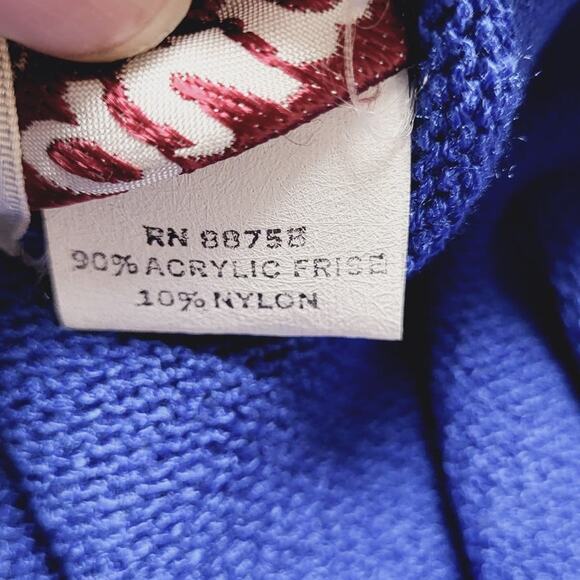 RN 88758
90% ACRYLIC FRISE
10% NYLON